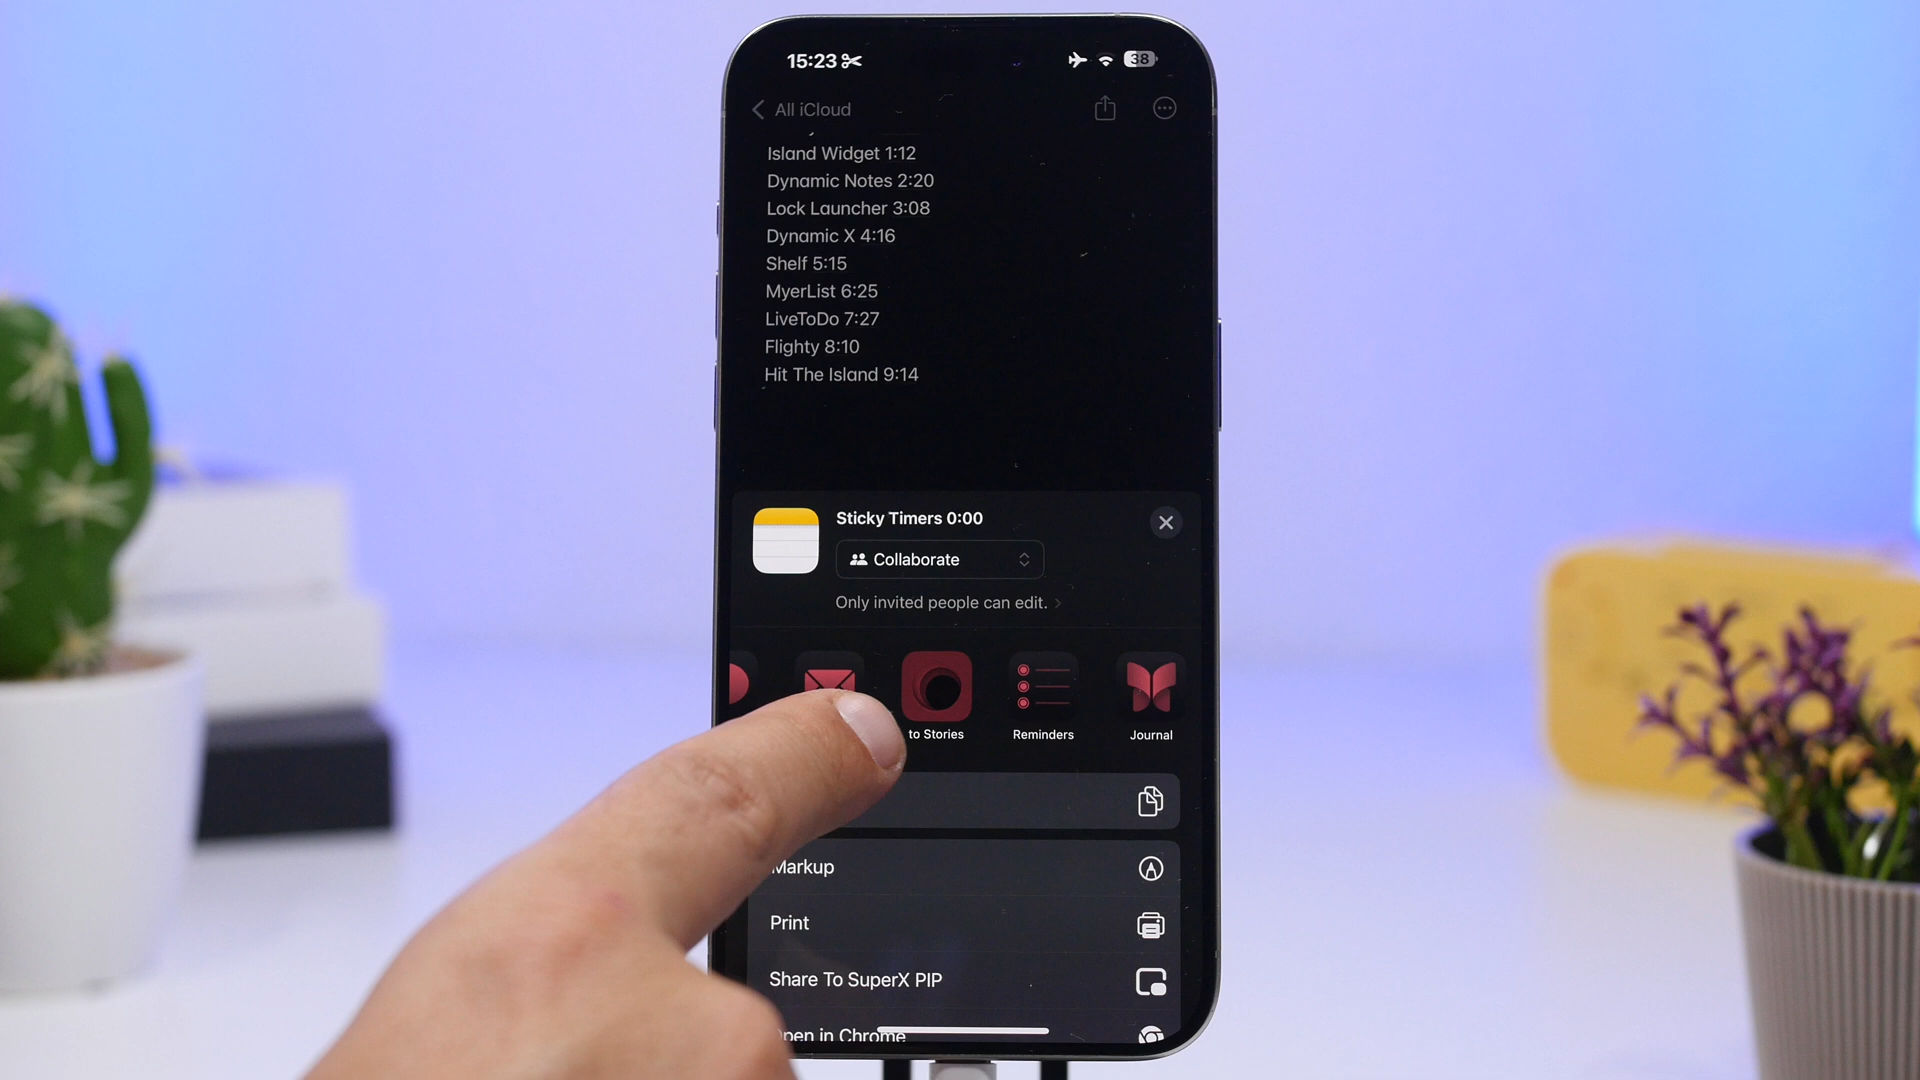 15:23
38
All iCloud
Island Widget 1:12
Dynamic Notes 2:20
Lock Launcher 3:08
Dynamic X 4:16
Shelf 5:15
MyerList 6:25
LiveToDo 7:27
Flighty 8:10
Hit The Island 9:14
Sticky Timers 0:00
Collaborate
Only invited people can edit.
to Stories
Reminders
Journal
Markup
Print
Share To SuperX PIP
Open in Chrome